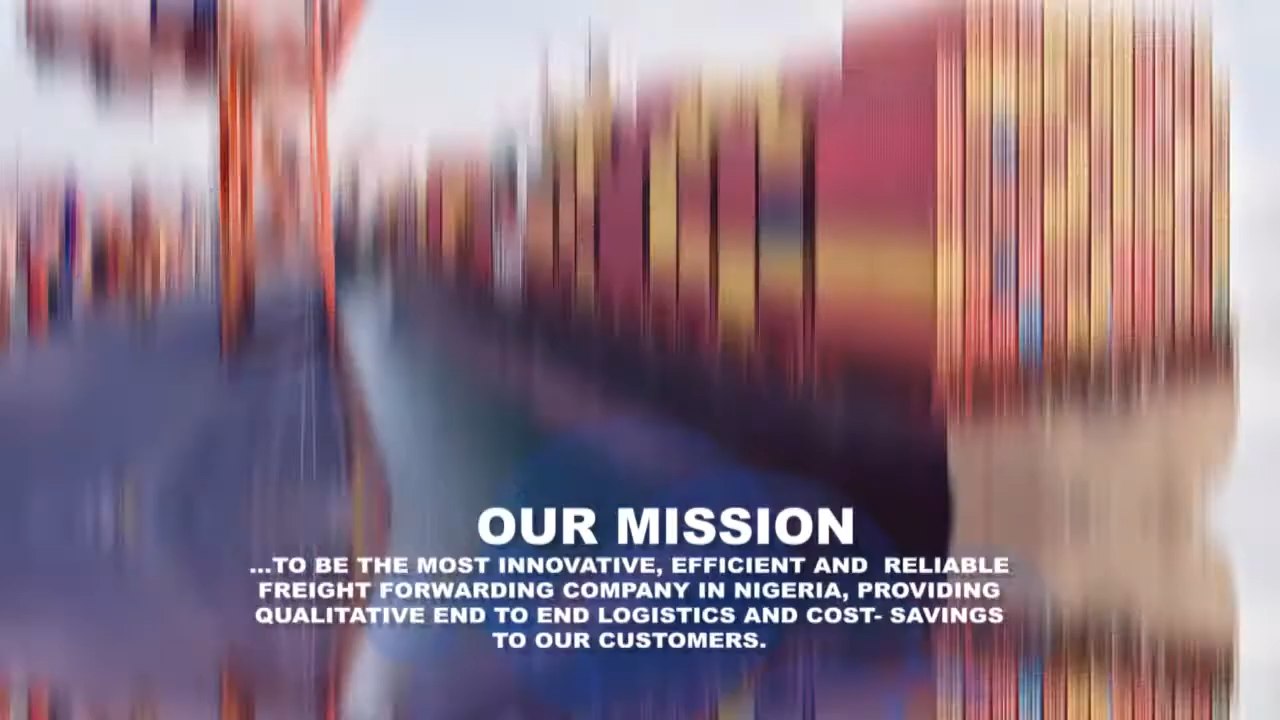 OUR MISSION
...TO BE THE MOST INNOVATIVE, EFFICIENT AND RELIABLE
FREIGHT FORWARDING COMPANY IN NIGERIA, PROVIDING
QUALITATIVE END TO END LOGISTICS AND COST- SAVINGS
TO OUR CUSTOMERS.